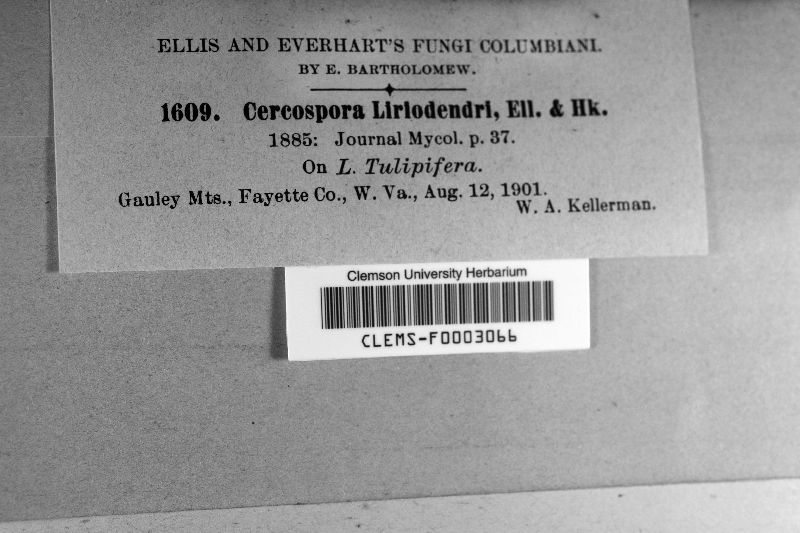 ELLIS AND EVERHART'S FUNGI COLUMBIANI.
BY E. BARTHOLOMEW.
1609. Cercospora Liriodendri, Ell. & Hk.
1885: Journal Mycol. p. 37.
On L. Tulipifera.
Gauley Mts., Fayette Co., W. Va., Aug. 12, 1901.
W. A. Kellerman.
Clemson University Herbarium
CLEMS-F0003066